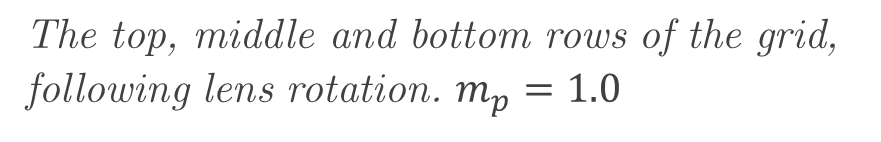 The top, middle and bottom rows of the grid,
following lens rotation. m_p = 1.0